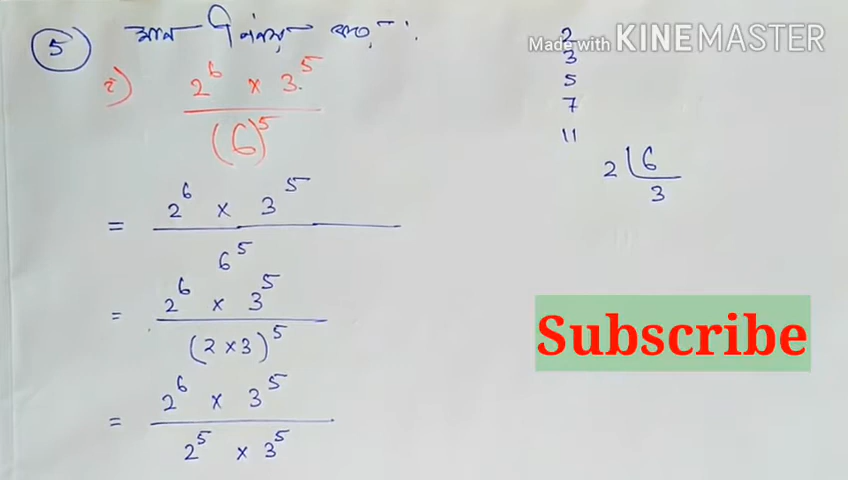 5) মান নির্ণয় করো :
২) 2^6 × 3^5 / (6)^5
= 2^6 × 3^5 / 6^5
= 2^6 × 3^5 / (2 × 3)^5
= 2^6 × 3^5 / 2^5 × 3^5
Made with KINEMASTER
2
3
5
7
11
2 | 6
3
Subscribe